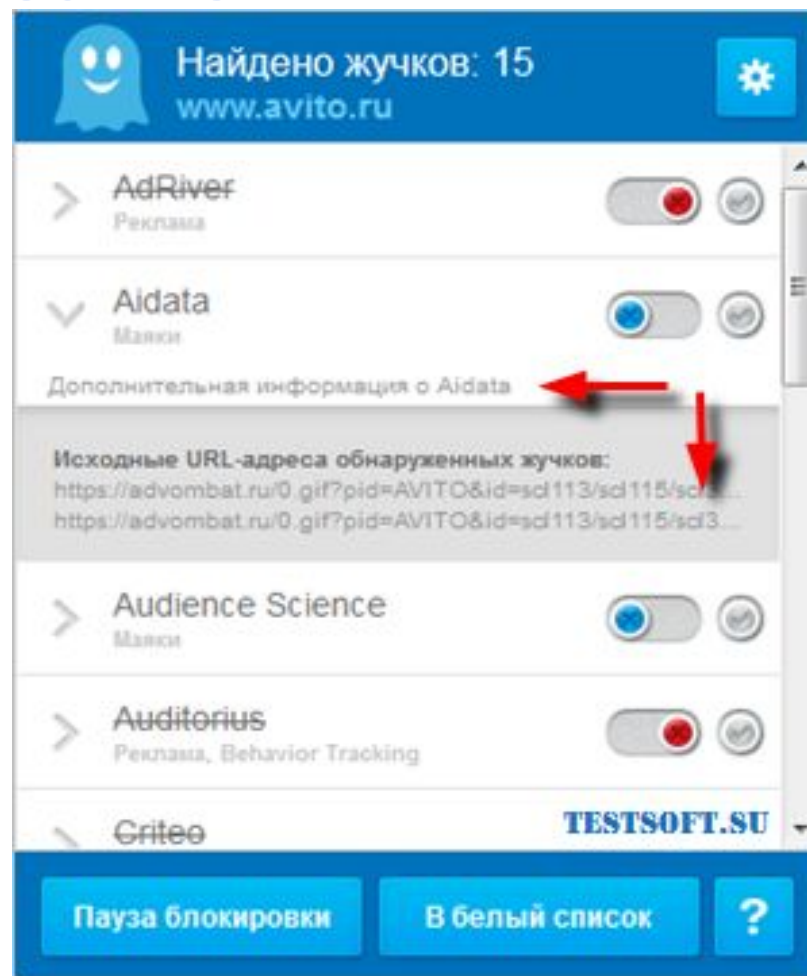 Найдено жучков: 15
www.avito.ru
AdRiver
Реклама
Aidata
Маяки
Дополнительная информация о Aidata
Исходные URL-адреса обнаруженных жучков:
https://advombat.ru/0.gif?pid=AVITO&id=scl113/scl115/scl3...
https://advombat.ru/0.gif?pid=AVITO&id=scl113/scl115/scl3...
Audience Science
Маяки
Auditorius
Реклама, Behavior Tracking
Criteo
TESTSOFT.SU
Пауза блокировки
В белый список
?